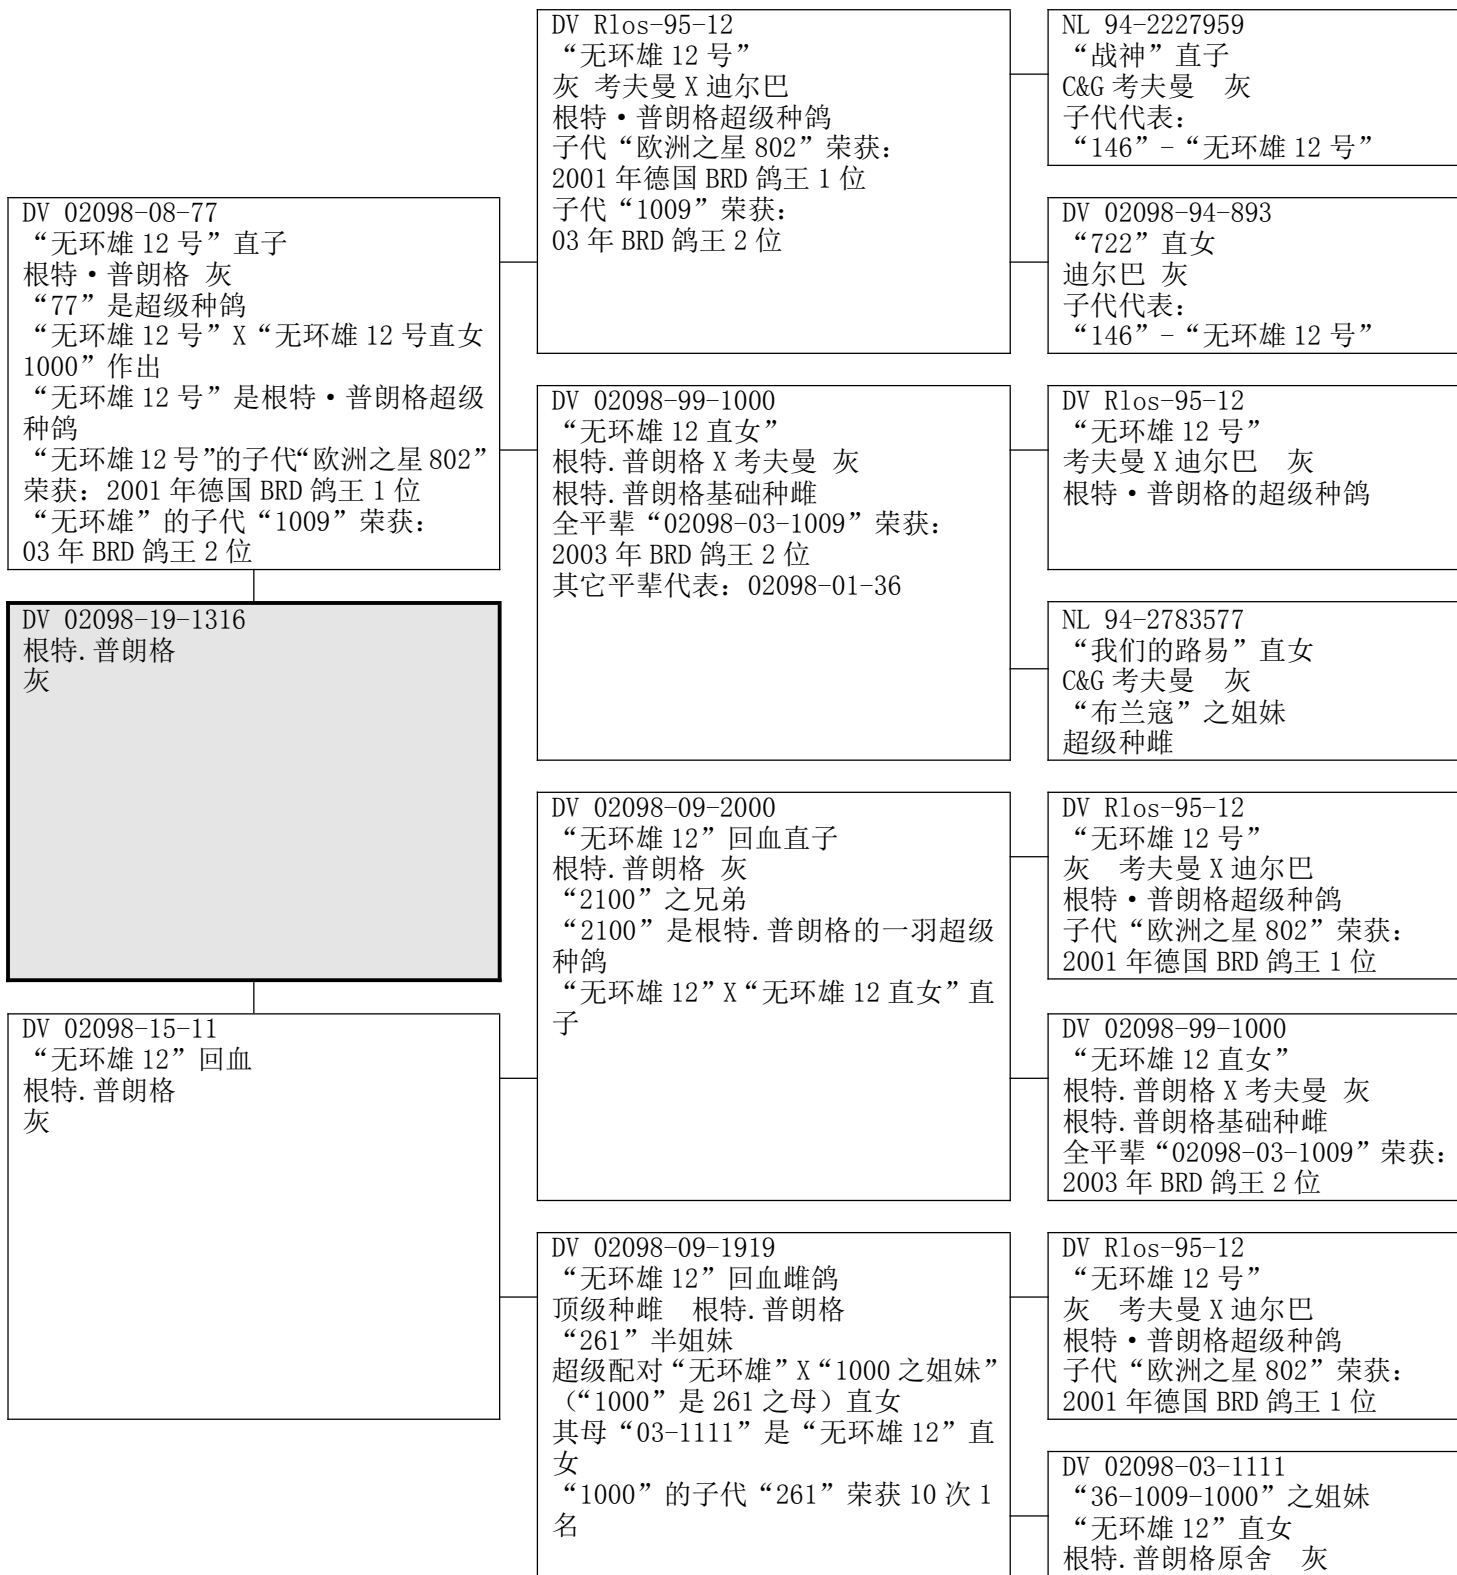 DV 02098-08-77
“无环雄 12 号”直子
根特·普朗格 灰
“77”是超级种鸽
“无环雄 12 号”X“无环雄 12 号直女
1000”作出
“无环雄 12 号”是根特·普朗格超级
种鸽
“无环雄 12 号”的子代“欧洲之星 802”
荣获：2001 年德国 BRD 鸽王 1 位
“无环雄”的子代“1009”荣获：
03 年 BRD 鸽王 2 位
DV 02098-19-1316
根特.普朗格
灰
DV 02098-15-11
“无环雄 12”回血
根特.普朗格
灰
DV Rlos-95-12
“无环雄 12 号”
灰 考夫曼 X 迪尔巴
根特·普朗格超级种鸽
子代“欧洲之星 802”荣获：
2001 年德国 BRD 鸽王 1 位
子代“1009”荣获：
03 年 BRD 鸽王 2 位
DV 02098-99-1000
“无环雄 12 直女”
根特.普朗格 X 考夫曼 灰
根特.普朗格基础种雌
全平辈“02098-03-1009”荣获：
2003 年 BRD 鸽王 2 位
其它平辈代表：02098-01-36
DV 02098-09-2000
“无环雄 12”回血直子
根特.普朗格 灰
“2100”之兄弟
“2100”是根特.普朗格的一羽超级
种鸽
“无环雄 12”X“无环雄 12 直女”直
子
DV 02098-09-1919
“无环雄 12”回血雌鸽
顶级种雌 根特.普朗格
“261”半姐妹
超级配对“无环雄”X“1000 之姐妹”
（“1000”是 261 之母）直女
其母“03-1111”是“无环雄 12”直
女
“1000”的子代“261”荣获 10 次 1
名
NL 94-2227959
“战神”直子
C&G 考夫曼 灰
子代代表：
“146”-“无环雄 12 号”
DV 02098-94-893
“722”直女
迪尔巴 灰
子代代表：
“146”-“无环雄 12 号”
DV Rlos-95-12
“无环雄 12 号”
考夫曼 X 迪尔巴 灰
根特·普朗格的超级种鸽
NL 94-2783577
“我们的路易”直女
C&G 考夫曼 灰
“布兰寇”之姐妹
超级种雌
DV Rlos-95-12
“无环雄 12 号”
灰 考夫曼 X 迪尔巴
根特·普朗格超级种鸽
子代“欧洲之星 802”荣获：
2001 年德国 BRD 鸽王 1 位
DV 02098-99-1000
“无环雄 12 直女”
根特.普朗格 X 考夫曼 灰
根特.普朗格基础种雌
全平辈“02098-03-1009”荣获：
2003 年 BRD 鸽王 2 位
DV Rlos-95-12
“无环雄 12 号”
灰 考夫曼 X 迪尔巴
根特·普朗格超级种鸽
子代“欧洲之星 802”荣获：
2001 年德国 BRD 鸽王 1 位
DV 02098-03-1111
“36-1009-1000”之姐妹
“无环雄 12”直女
根特.普朗格原舍 灰